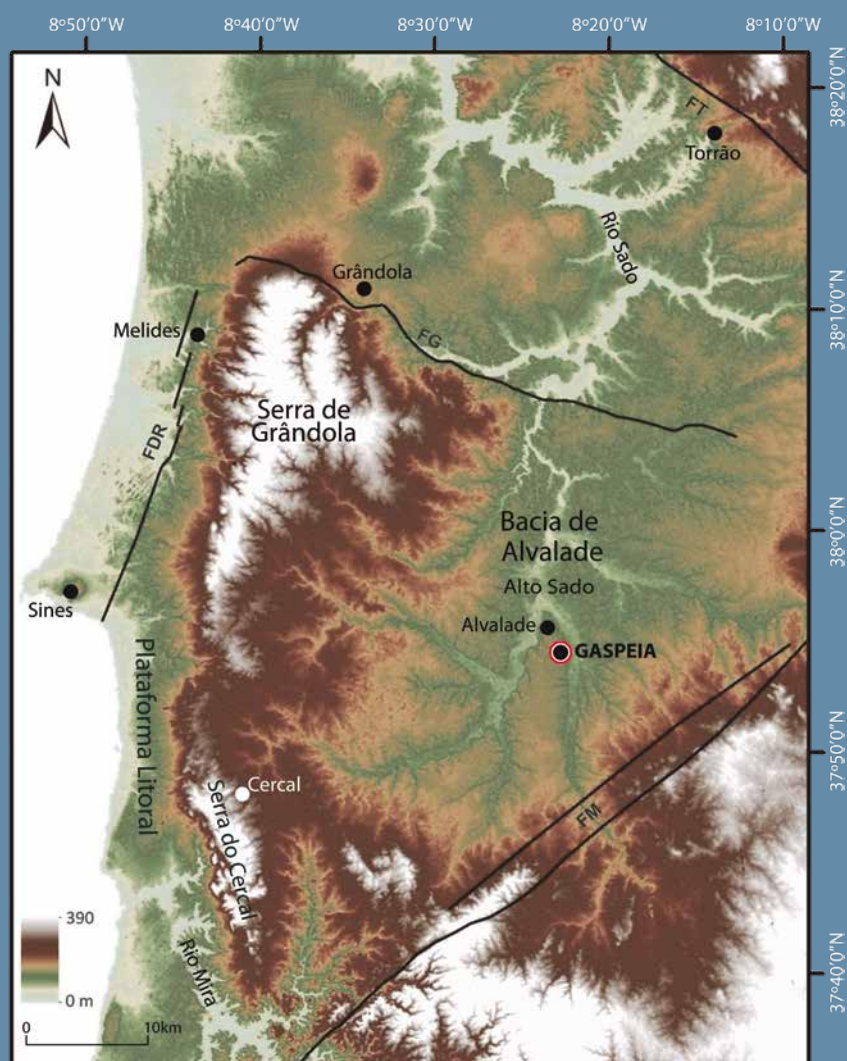 8º50'0"W
8º40'0"W
8º30'0"W
8º20'0"W
8º10'0"W
N
38º20'0"N
FT
Torrão
Rio Sado
Grândola
38º10'0"N
Melides
FG
Serra de
Grândola
FDR
Bacia de
Alvalade
38º0'0"N
Alto Sado
Sines
Alvalade
GASPEIA
Plataforma Litoral
37º50'0"N
Cercal
Serra do Cercal
FM
390
0 m
Rio Mira
37º40'0"N
0
10km